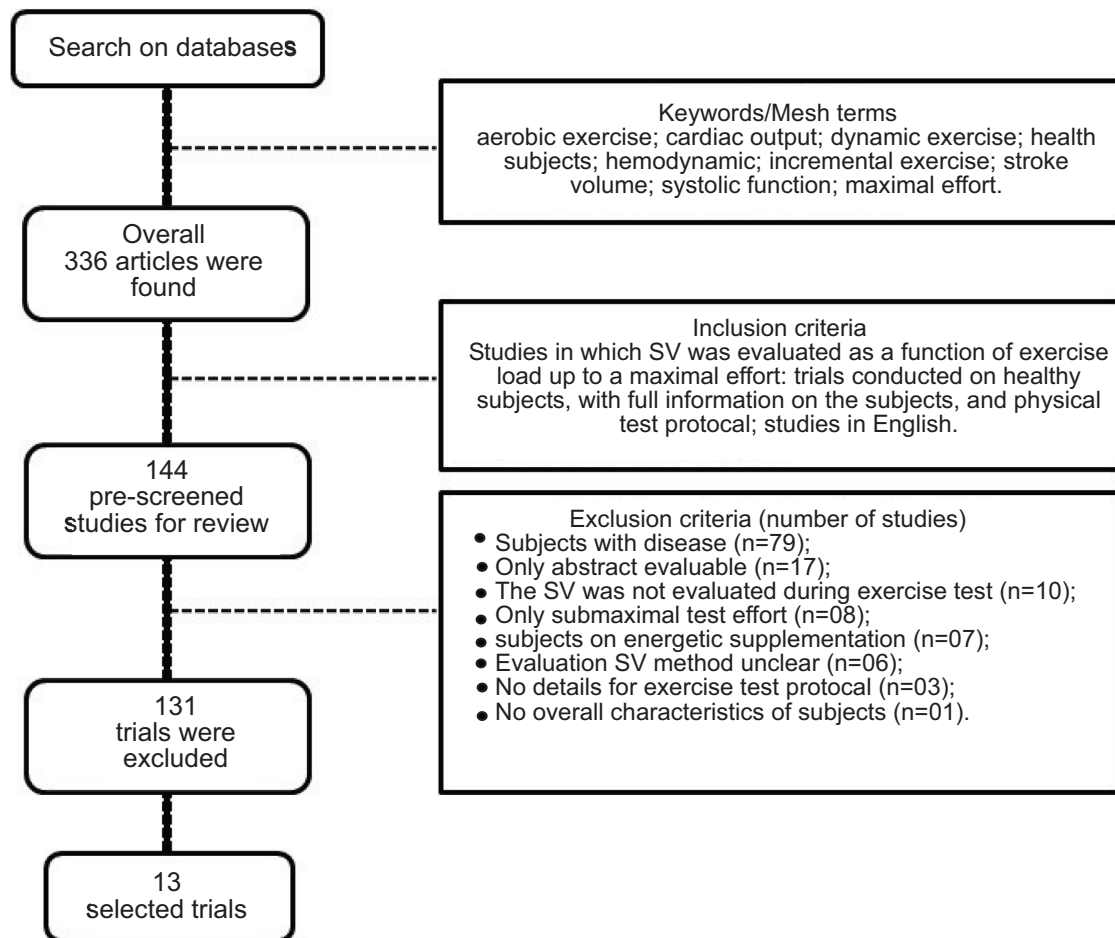 Search on databases
Keywords/Mesh terms
aerobic exercise; cardiac output; dynamic exercise; health
subjects; hemodynamic; incremental exercise; stroke
volume; systolic function; maximal effort.
Overall
336 articles were
found
Inclusion criteria
Studies in which SV was evaluated as a function of exercise
load up to a maximal effort: trials conducted on healthy
subjects, with full information on the subjects, and physical
test protocal; studies in English.
144
pre-screened
studies for review
Exclusion criteria (number of studies)
• Subjects with disease (n=79);
• Only abstract evaluable (n=17);
• The SV was not evaluated during exercise test (n=10);
• Only submaximal test effort (n=08);
• subjects on energetic supplementation (n=07);
• Evaluation SV method unclear (n=06);
• No details for exercise test protocal (n=03);
• No overall characteristics of subjects (n=01).
131
trials were
excluded
13
selected trials